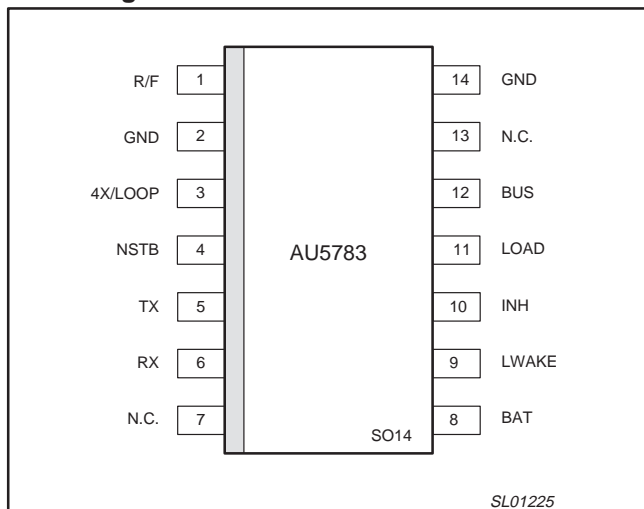 R/F 1 14 GND
GND 2 13 N.C.
4X/LOOP 3 12 BUS
NSTB 4 AU5783 11 LOAD
TX 5 10 INH
RX 6 9 LWAKE
N.C. 7 8 BAT
SO14
SL01225